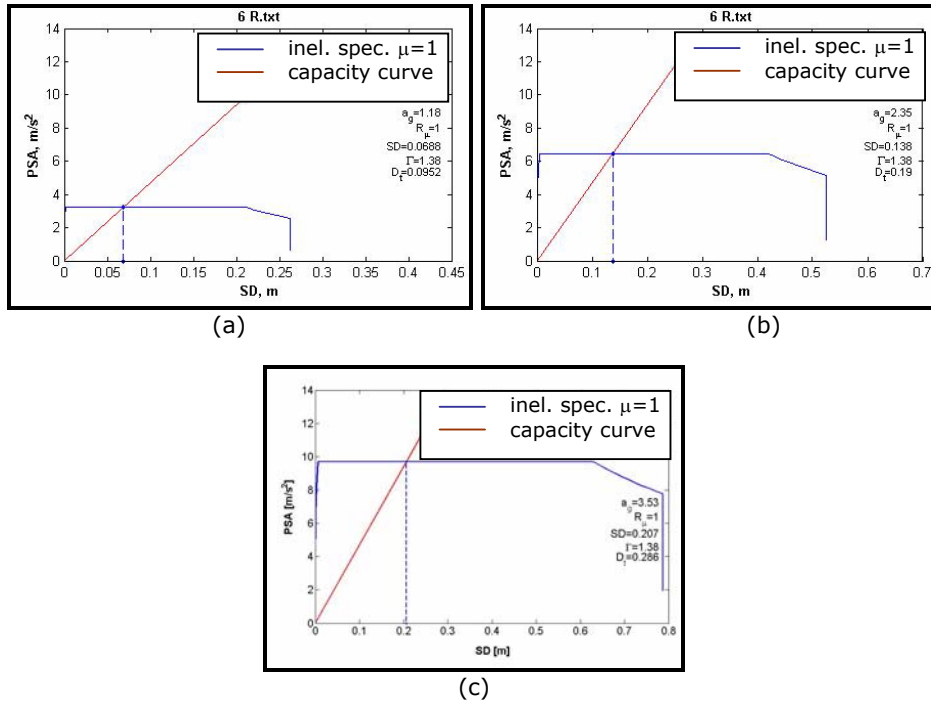 6 R.txt
inel. spec. μ=1
capacity curve
a_g=1.18
R_μ=1
SD=0.0688
Γ=1.38
D_t=0.0952
PSA, m/s²
14
12
10
8
6
4
2
0
0 0.05 0.1 0.15 0.2 0.25 0.3 0.35 0.4 0.45
SD, m
(a)
6 R.txt
inel. spec. μ=1
capacity curve
a_g=2.35
R_μ=1
SD=0.138
Γ=1.38
D_t=0.19
PSA, m/s²
14
12
10
8
6
4
2
0
0 0.1 0.2 0.3 0.4 0.5 0.6 0.7
SD, m
(b)
inel. spec. μ=1
capacity curve
a_g=3.53
R_μ=1
SD=0.207
Γ=1.38
D_t=0.286
PSA [m/s²]
14
12
10
8
6
4
2
0
0 0.1 0.2 0.3 0.4 0.5 0.6 0.7 0.8
SD [m]
(c)